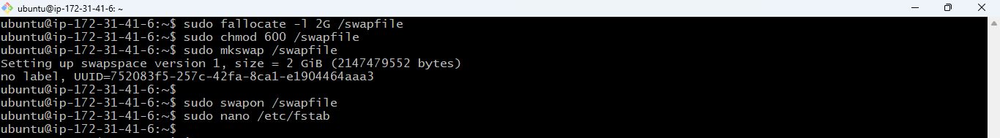 ubuntu@ip-172-31-41-6: ~
ubuntu@ip-172-31-41-6:~$ sudo fallocate -l 2G /swapfile
ubuntu@ip-172-31-41-6:~$ sudo chmod 600 /swapfile
ubuntu@ip-172-31-41-6:~$ sudo mkswap /swapfile
Setting up swapspace version 1, size = 2 GiB (2147479552 bytes)
no label, UUID=752083f5-257c-42fa-8ca1-e1904464aaa3
ubuntu@ip-172-31-41-6:~$
ubuntu@ip-172-31-41-6:~$ sudo swapon /swapfile
ubuntu@ip-172-31-41-6:~$ sudo nano /etc/fstab
ubuntu@ip-172-31-41-6:~$